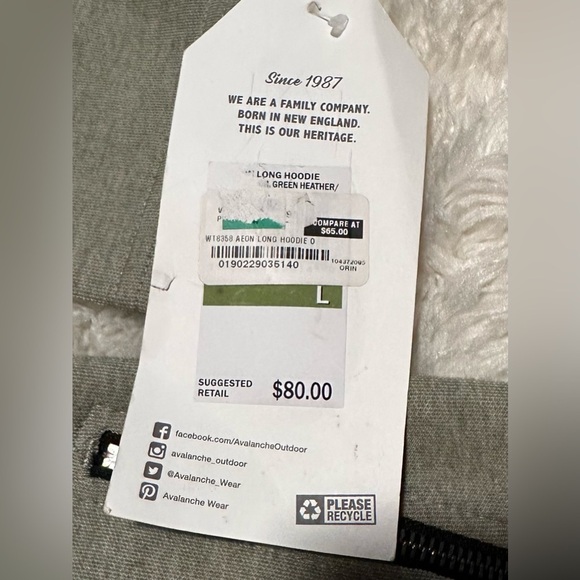 Since 1987
WE ARE A FAMILY COMPANY.
BORN IN NEW ENGLAND.
THIS IS OUR HERITAGE.
LONG HOODIE
GREEN HEATHER/
COMPARE AT
$65.00
W18358 AEON LONG HOODIE O
0190229035140
104372095
ORIN
L
SUGGESTED
RETAIL
$80.00
facebook.com/AvalancheOutdoor
avalanche_outdoor
@Avalanche_Wear
Avalanche Wear
PLEASE
RECYCLE